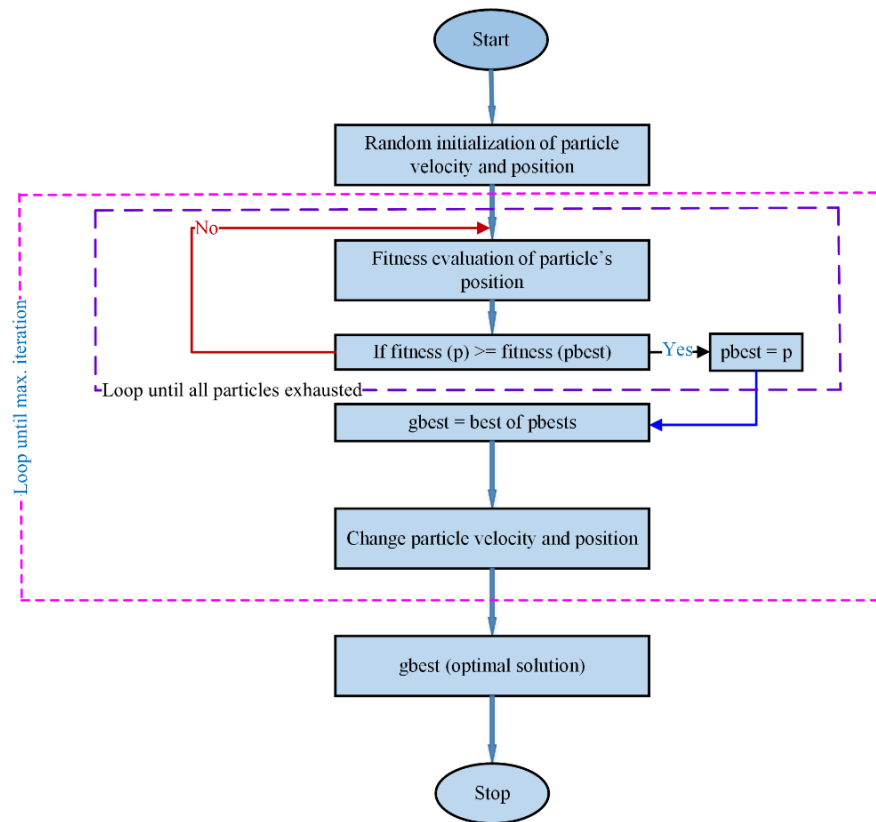 Start
Random initialization of particle
velocity and position
No
Fitness evaluation of particle`s
position
If fitness (p) >= fitness (pbest)
Yes
pbest = p
Loop until all particles exhausted
gbest = best of pbests
Loop until max. iteration
Change particle velocity and position
gbest (optimal solution)
Stop